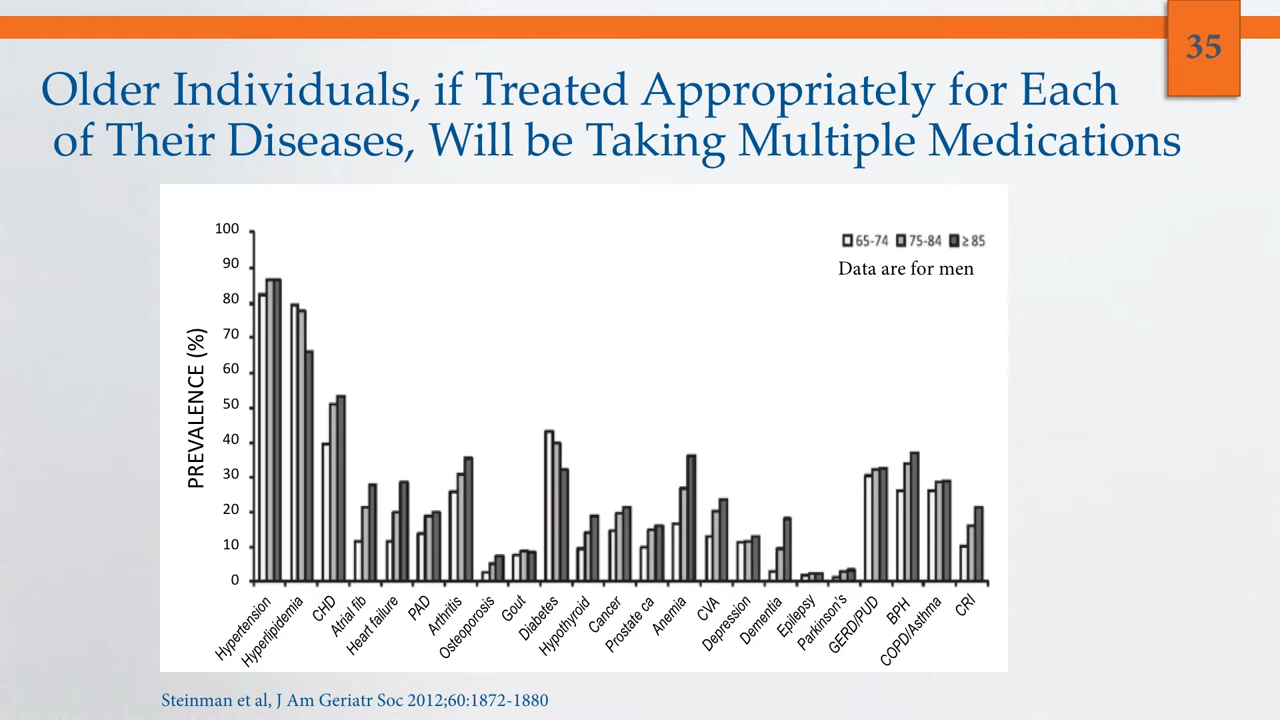 35
Older Individuals, if Treated Appropriately for Each
of Their Diseases, Will be Taking Multiple Medications
65-74 75-84 ≥ 85
Data are for men
PREVALENCE (%)
100
90
80
70
60
50
40
30
20
10
0
Hypertension
Hyperlipidemia
CHD
Atrial fib
Heart failure
PAD
Arthritis
Osteoporosis
Gout
Diabetes
Hypothyroid
Cancer
Prostate ca
Anemia
CVA
Depression
Dementia
Epilepsy
Parkinson's
GERD/PUD
BPH
COPD/Asthma
CRI
Steinman et al, J Am Geriatr Soc 2012;60:1872-1880